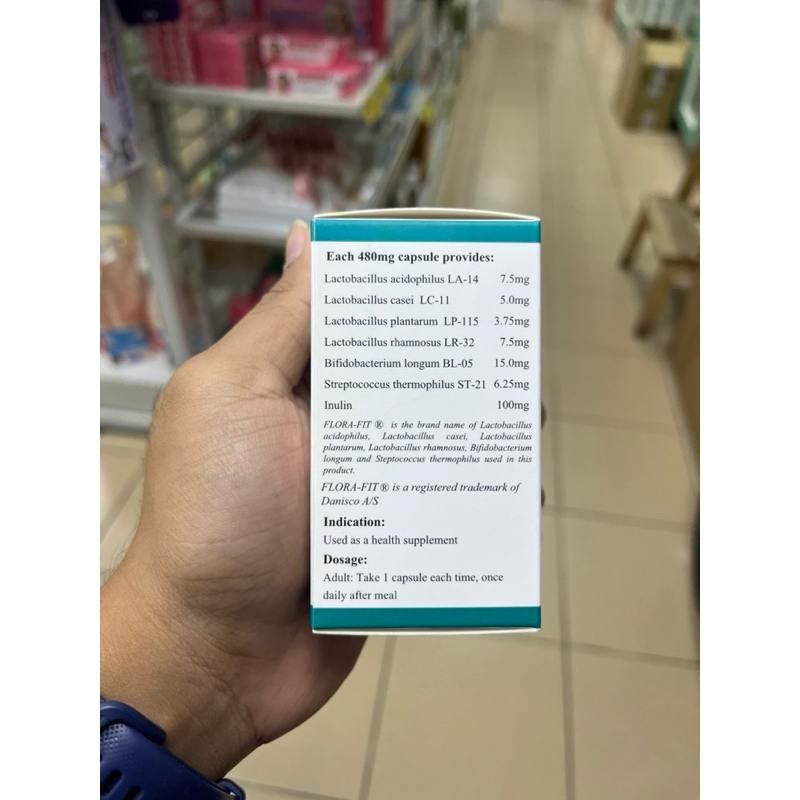 Each 480mg capsule provides:
Lactobacillus acidophilus LA-14 7.5mg
Lactobacillus casei LC-11 5.0mg
Lactobacillus plantarum LP-115 3.75mg
Lactobacillus rhamnosus LR-32 7.5mg
Bifidobacterium longum BL-05 15.0mg
Streptococcus thermophilus ST-21 6.25mg
Inulin 100mg
FLORA-FIT ® is the brand name of Lactobacillus
acidophilus, Lactobacillus casei, Lactobacillus
plantarum, Lactobacillus rhamnosus, Bifidobacterium
longum and Steptococcus thermophilus used in this
product.
FLORA-FIT® is a registered trademark of
Danisco A/S
Indication:
Used as a health supplement
Dosage:
Adult: Take 1 capsule each time, once
daily after meal